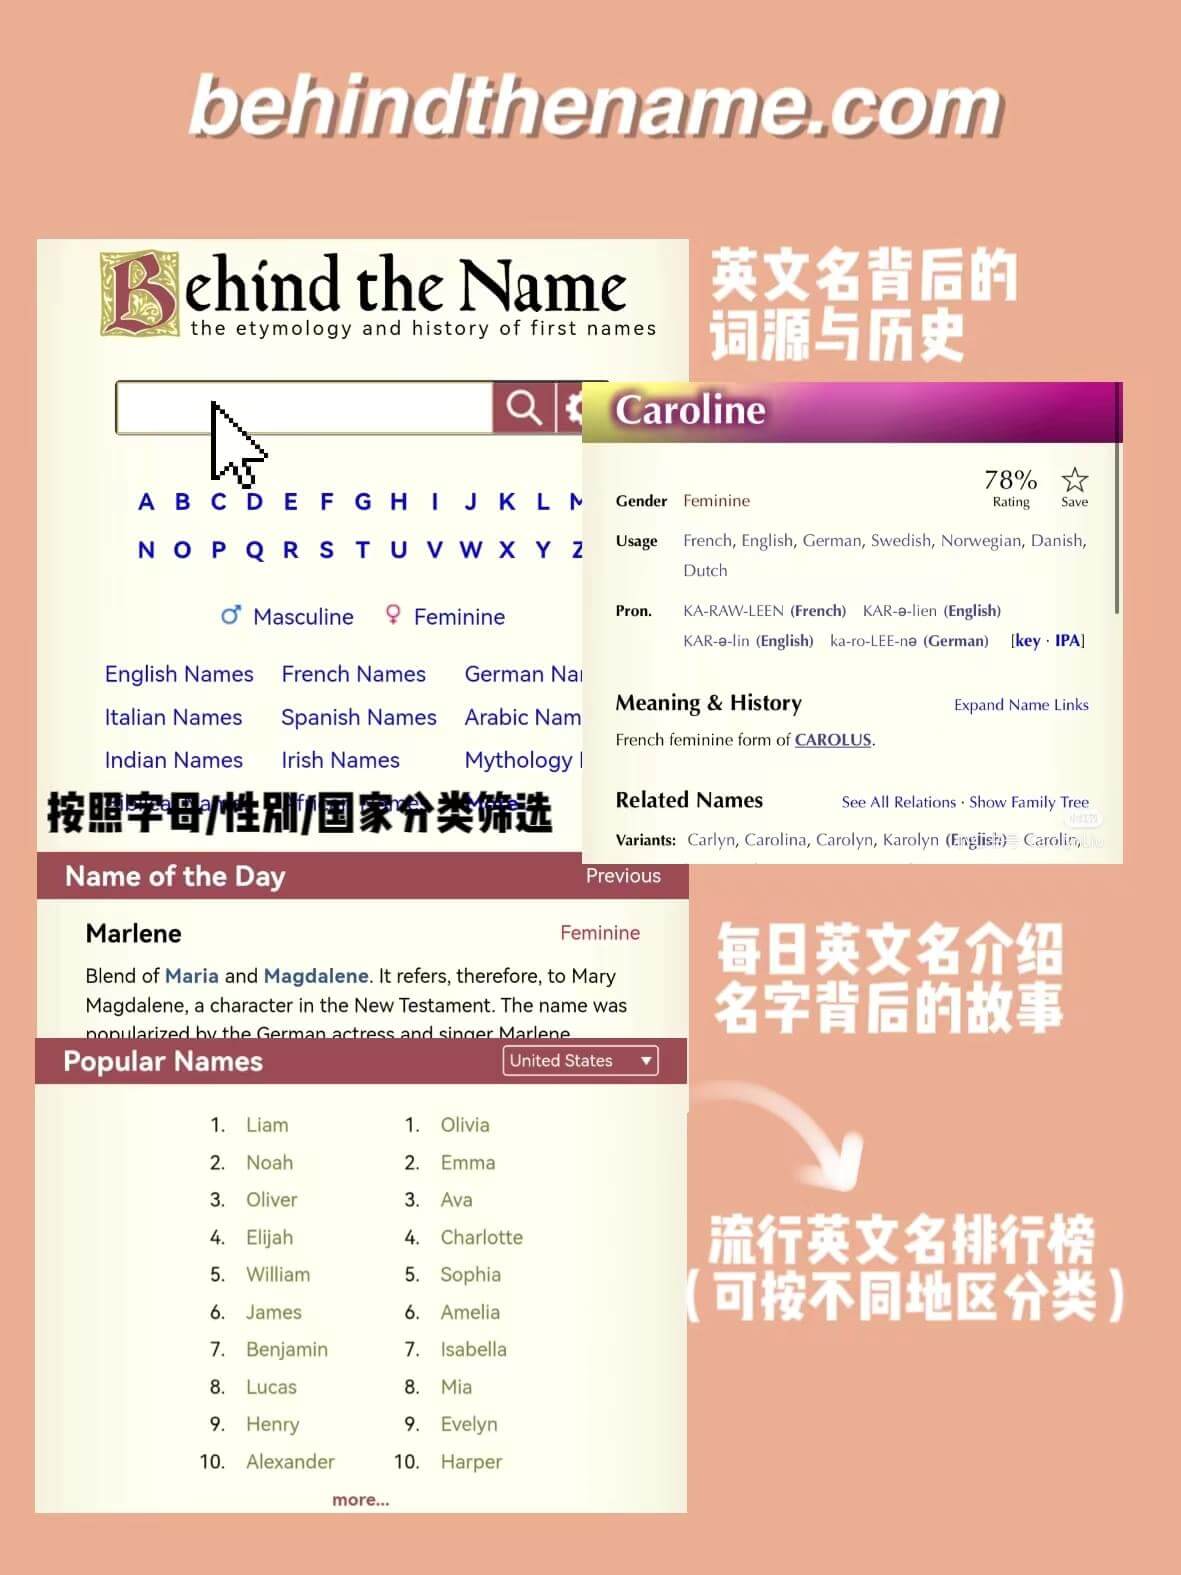 behindthename.com
Behind the Name
the etymology and history of first names
英文名背后的
词源与历史
A B C D E F G H I J K L M
N O P Q R S T U V W X Y Z
♂ Masculine ♀ Feminine
English Names French Names German Na
Italian Names Spanish Names Arabic Nam
Indian Names Irish Names Mythology
按照字母/性别/国家分类筛选
Caroline
78%
Rating Save
Gender Feminine
Usage French, English, German, Swedish, Norwegian, Danish,
Dutch
Pron. KA-RAW-LEEN (French) KAR-ə-lien (English)
KAR-ə-lin (English) ka-ro-LEE-nə (German) [key · IPA]
Meaning & History Expand Name Links
French feminine form of CAROLUS.
Related Names See All Relations · Show Family Tree
小红书
Variants: Carlyn, Carolina, Carolyn, Karolyn (English) Carolin,
Name of the Day Previous
Marlene Feminine
Blend of Maria and Magdalene. It refers, therefore, to Mary
Magdalene, a character in the New Testament. The name was
popularized by the German actress and singer Marlene
每日英文名介绍
名字背后的故事
Popular Names United States
1. Liam 1. Olivia
2. Noah 2. Emma
3. Oliver 3. Ava
4. Elijah 4. Charlotte
5. William 5. Sophia
6. James 6. Amelia
7. Benjamin 7. Isabella
8. Lucas 8. Mia
9. Henry 9. Evelyn
10. Alexander 10. Harper
more...
流行英文名排行榜
(可按不同地区分类)